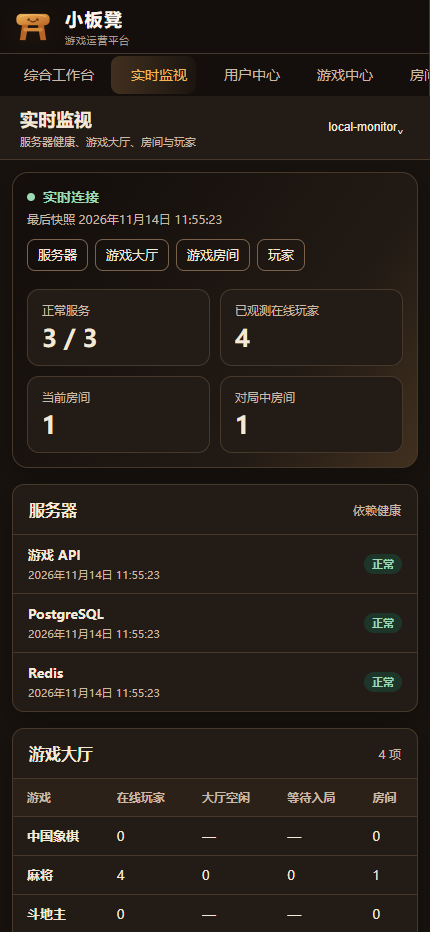 小板凳
游戏运营平台
综合工作台 实时监视 用户中心 游戏中心
实时监视
服务器健康、游戏大厅、房间与玩家
local-monitor
实时连接
最后快照 2026年11月14日 11:55:23
服务器 游戏大厅 游戏房间 玩家
正常服务 已观测在线玩家
3 / 3 4
当前房间 对局中房间
1 1
服务器 依赖健康
游戏 API
2026年11月14日 11:55:23
正常
PostgreSQL
2026年11月14日 11:55:23
正常
Redis
2026年11月14日 11:55:23
正常
游戏大厅 4 项
游戏 在线玩家 大厅空闲 等待入局 房间
中国象棋 0 — — 0
麻将 4 0 0 1
斗地主 0 — — 0